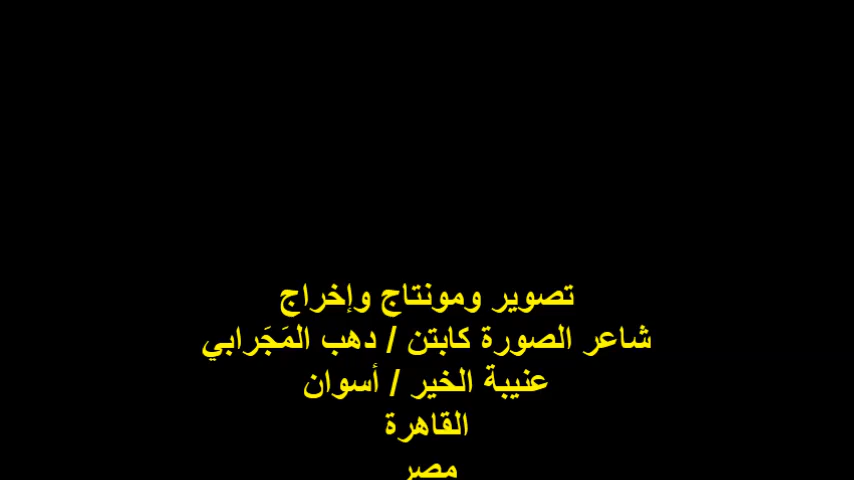 تصوير ومونتاج وإخراج
شاعر الصورة كابتن / دهب المَجَرابي
عنيبة الخير / أسوان
القاهرة
مصر